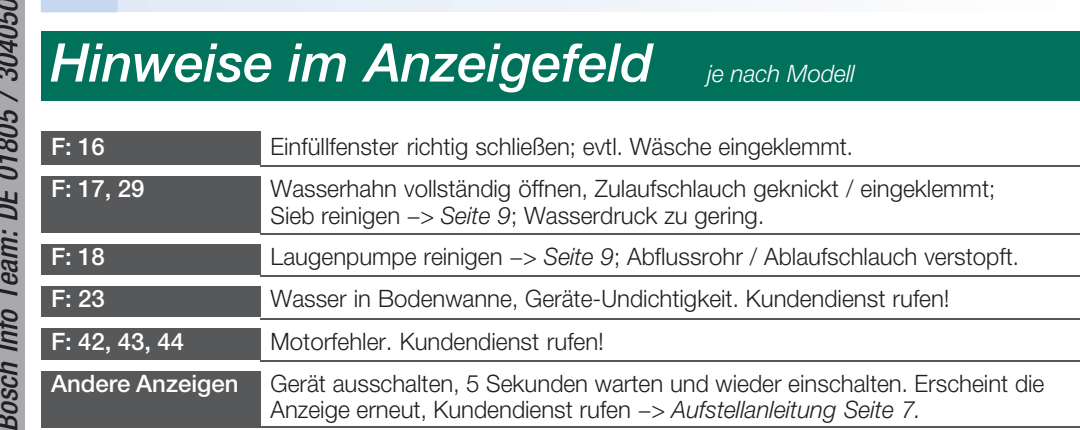 Hinweise im Anzeigefeld je nach Modell
F: 16 Einfüllfenster richtig schließen; evtl. Wäsche eingeklemmt.
F: 17, 29 Wasserhahn vollständig öffnen, Zulaufschlauch geknickt / eingeklemmt;
Sieb reinigen –> Seite 9; Wasserdruck zu gering.
F: 18 Laugenpumpe reinigen –> Seite 9; Abflussrohr / Ablaufschlauch verstopft.
F: 23 Wasser in Bodenwanne, Geräte-Undichtigkeit. Kundendienst rufen!
F: 42, 43, 44 Motorfehler. Kundendienst rufen!
Andere Anzeigen Gerät ausschalten, 5 Sekunden warten und wieder einschalten. Erscheint die
Anzeige erneut, Kundendienst rufen –> Aufstellanleitung Seite 7.
Bosch Info Team: DE 01805 / 304050